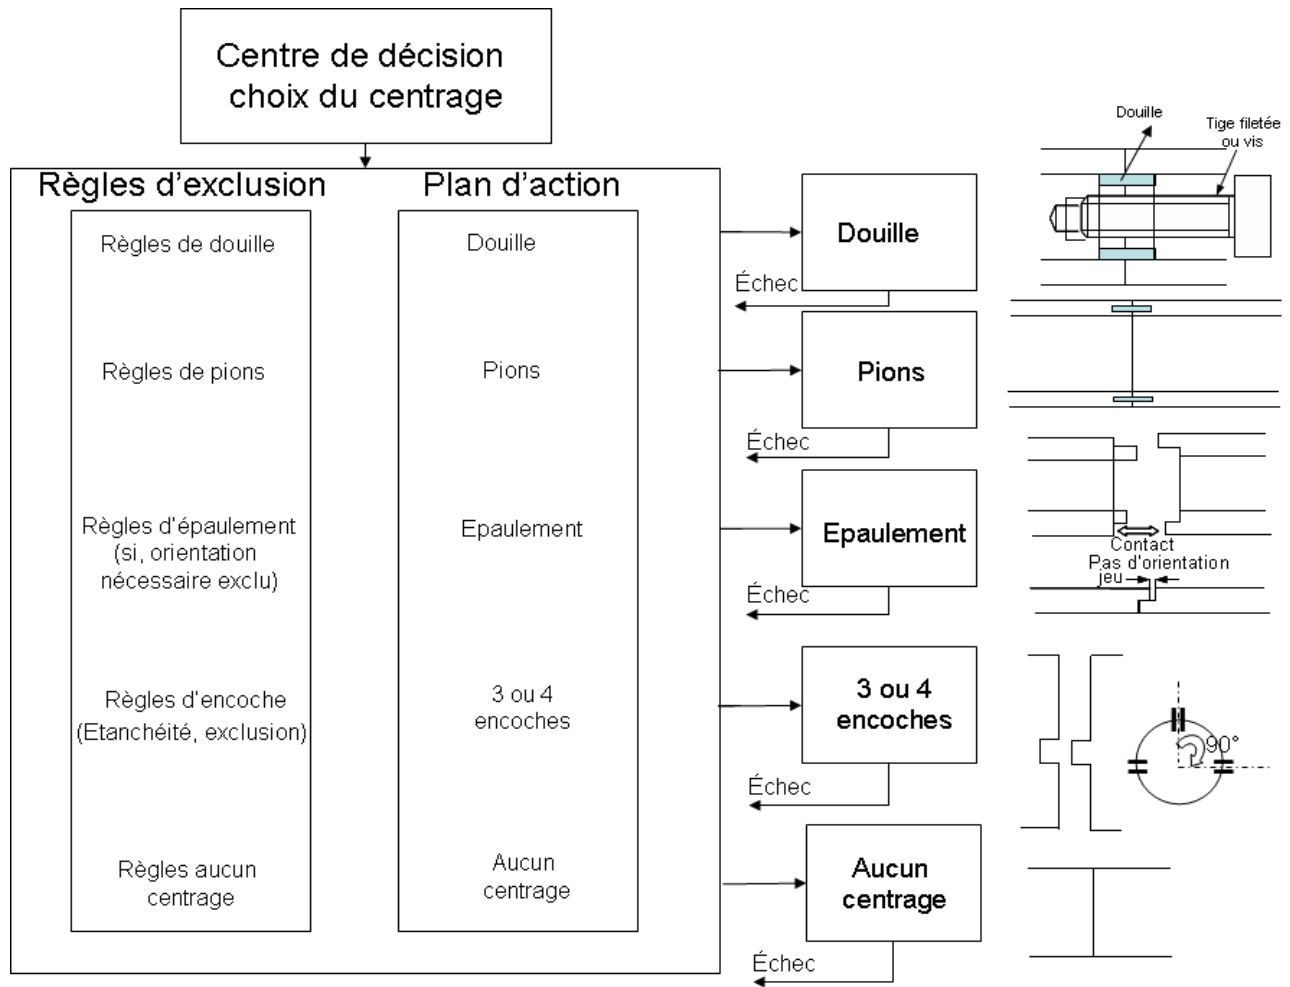 Centre de décision
choix du centrage
Règles d'exclusion
Plan d'action
Règles de douille
Douille
Règles de pions
Pions
Règles d'épaulement
(si, orientation
nécessaire exclu)
Epaulement
Règles d'encoche
(Etanchéité, exclusion)
3 ou 4
encoches
Règles aucun
centrage
Aucun
centrage
Douille
Échec
Pions
Échec
Epaulement
Échec
3 ou 4
encoches
Échec
Aucun
centrage
Échec
Douille
Tige filetée
ou vis
Contact
Pas d'orientation
jeu
90°